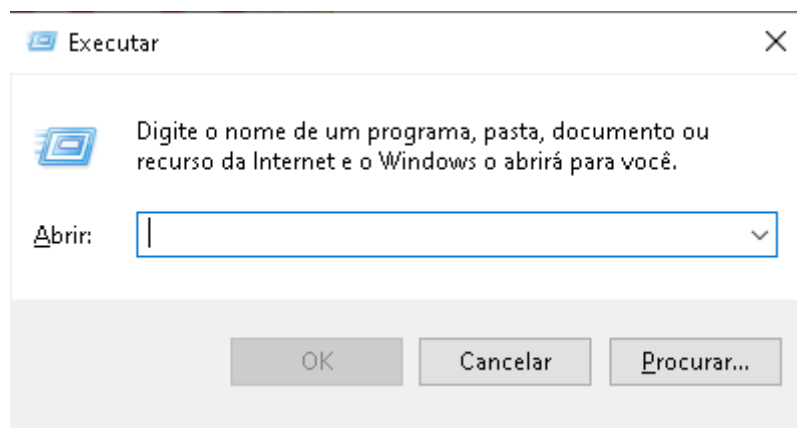 Executar
Digite o nome de um programa, pasta, documento ou
recurso da Internet e o Windows o abrirá para você.
Abrir:
OK Cancelar Procurar...